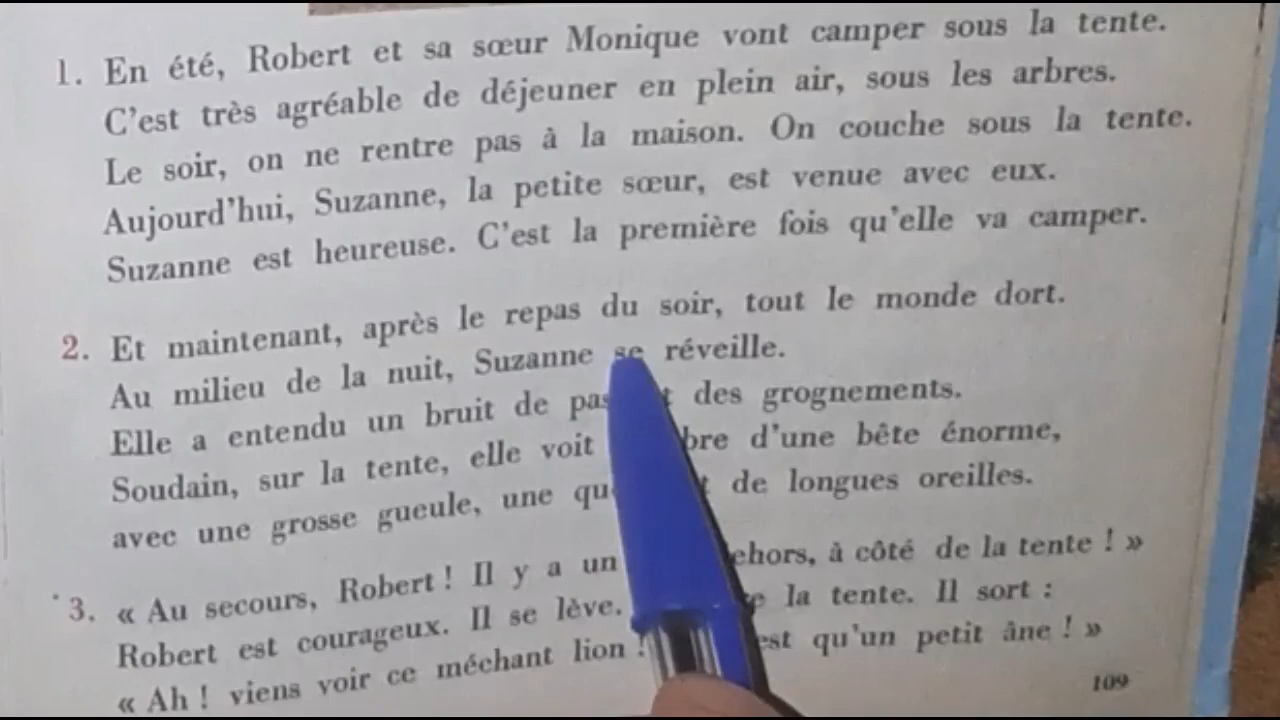 1. En été, Robert et sa sœur Monique vont camper sous la tente.
C'est très agréable de déjeuner en plein air, sous les arbres.
Le soir, on ne rentre pas à la maison. On couche sous la tente.
Aujourd'hui, Suzanne, la petite sœur, est venue avec eux.
Suzanne est heureuse. C'est la première fois qu'elle va camper.
2. Et maintenant, après le repas du soir, tout le monde dort.
Au milieu de la nuit, Suzanne se réveille.
Elle a entendu un bruit de des grognements.
Soudain, sur la tente, elle voit d'une bête énorme,
avec une grosse gueule, une de longues oreilles.
3. « Au secours, Robert ! Il y a un à côté de la tente ! »
Robert est courageux. Il se lève. la tente. Il sort :
« Ah ! viens voir ce méchant lion ! qu'un petit âne ! »
109